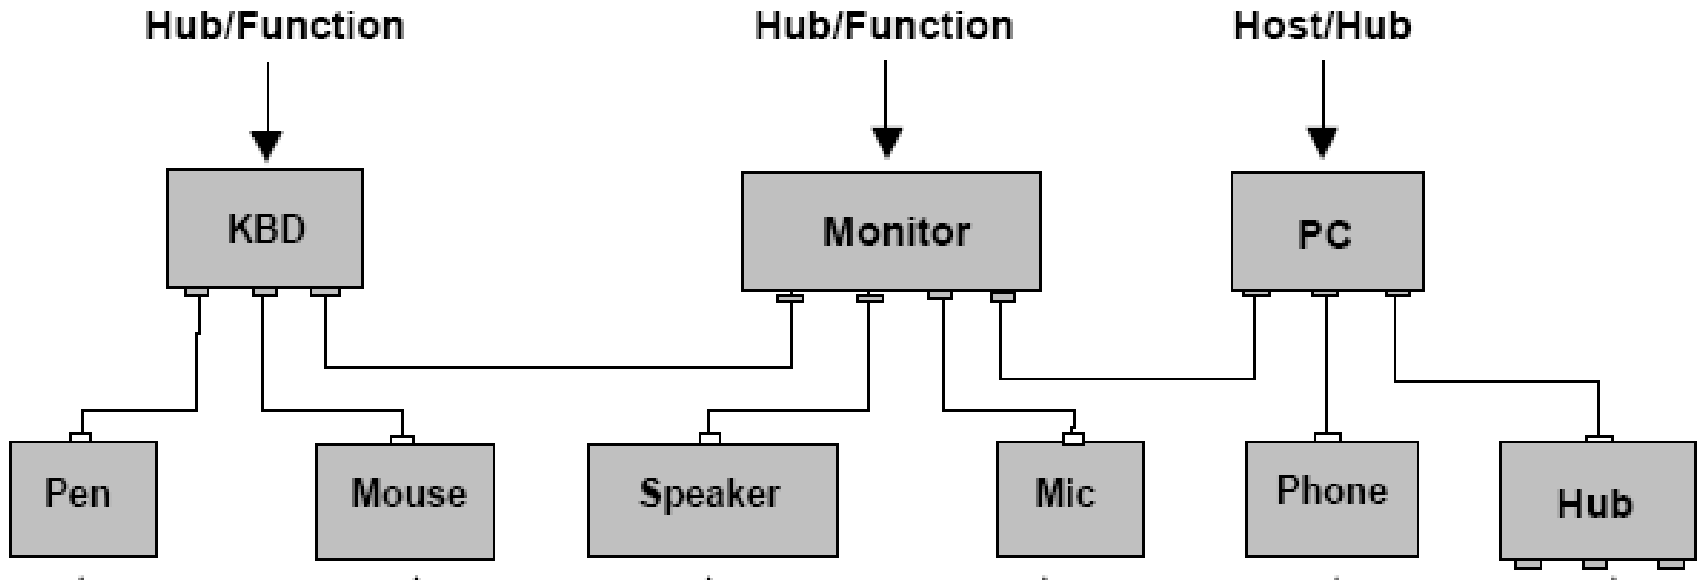 Hub/Function
Hub/Function
Host/Hub
KBD
Monitor
PC
Pen
Mouse
Speaker
Mic
Phone
Hub